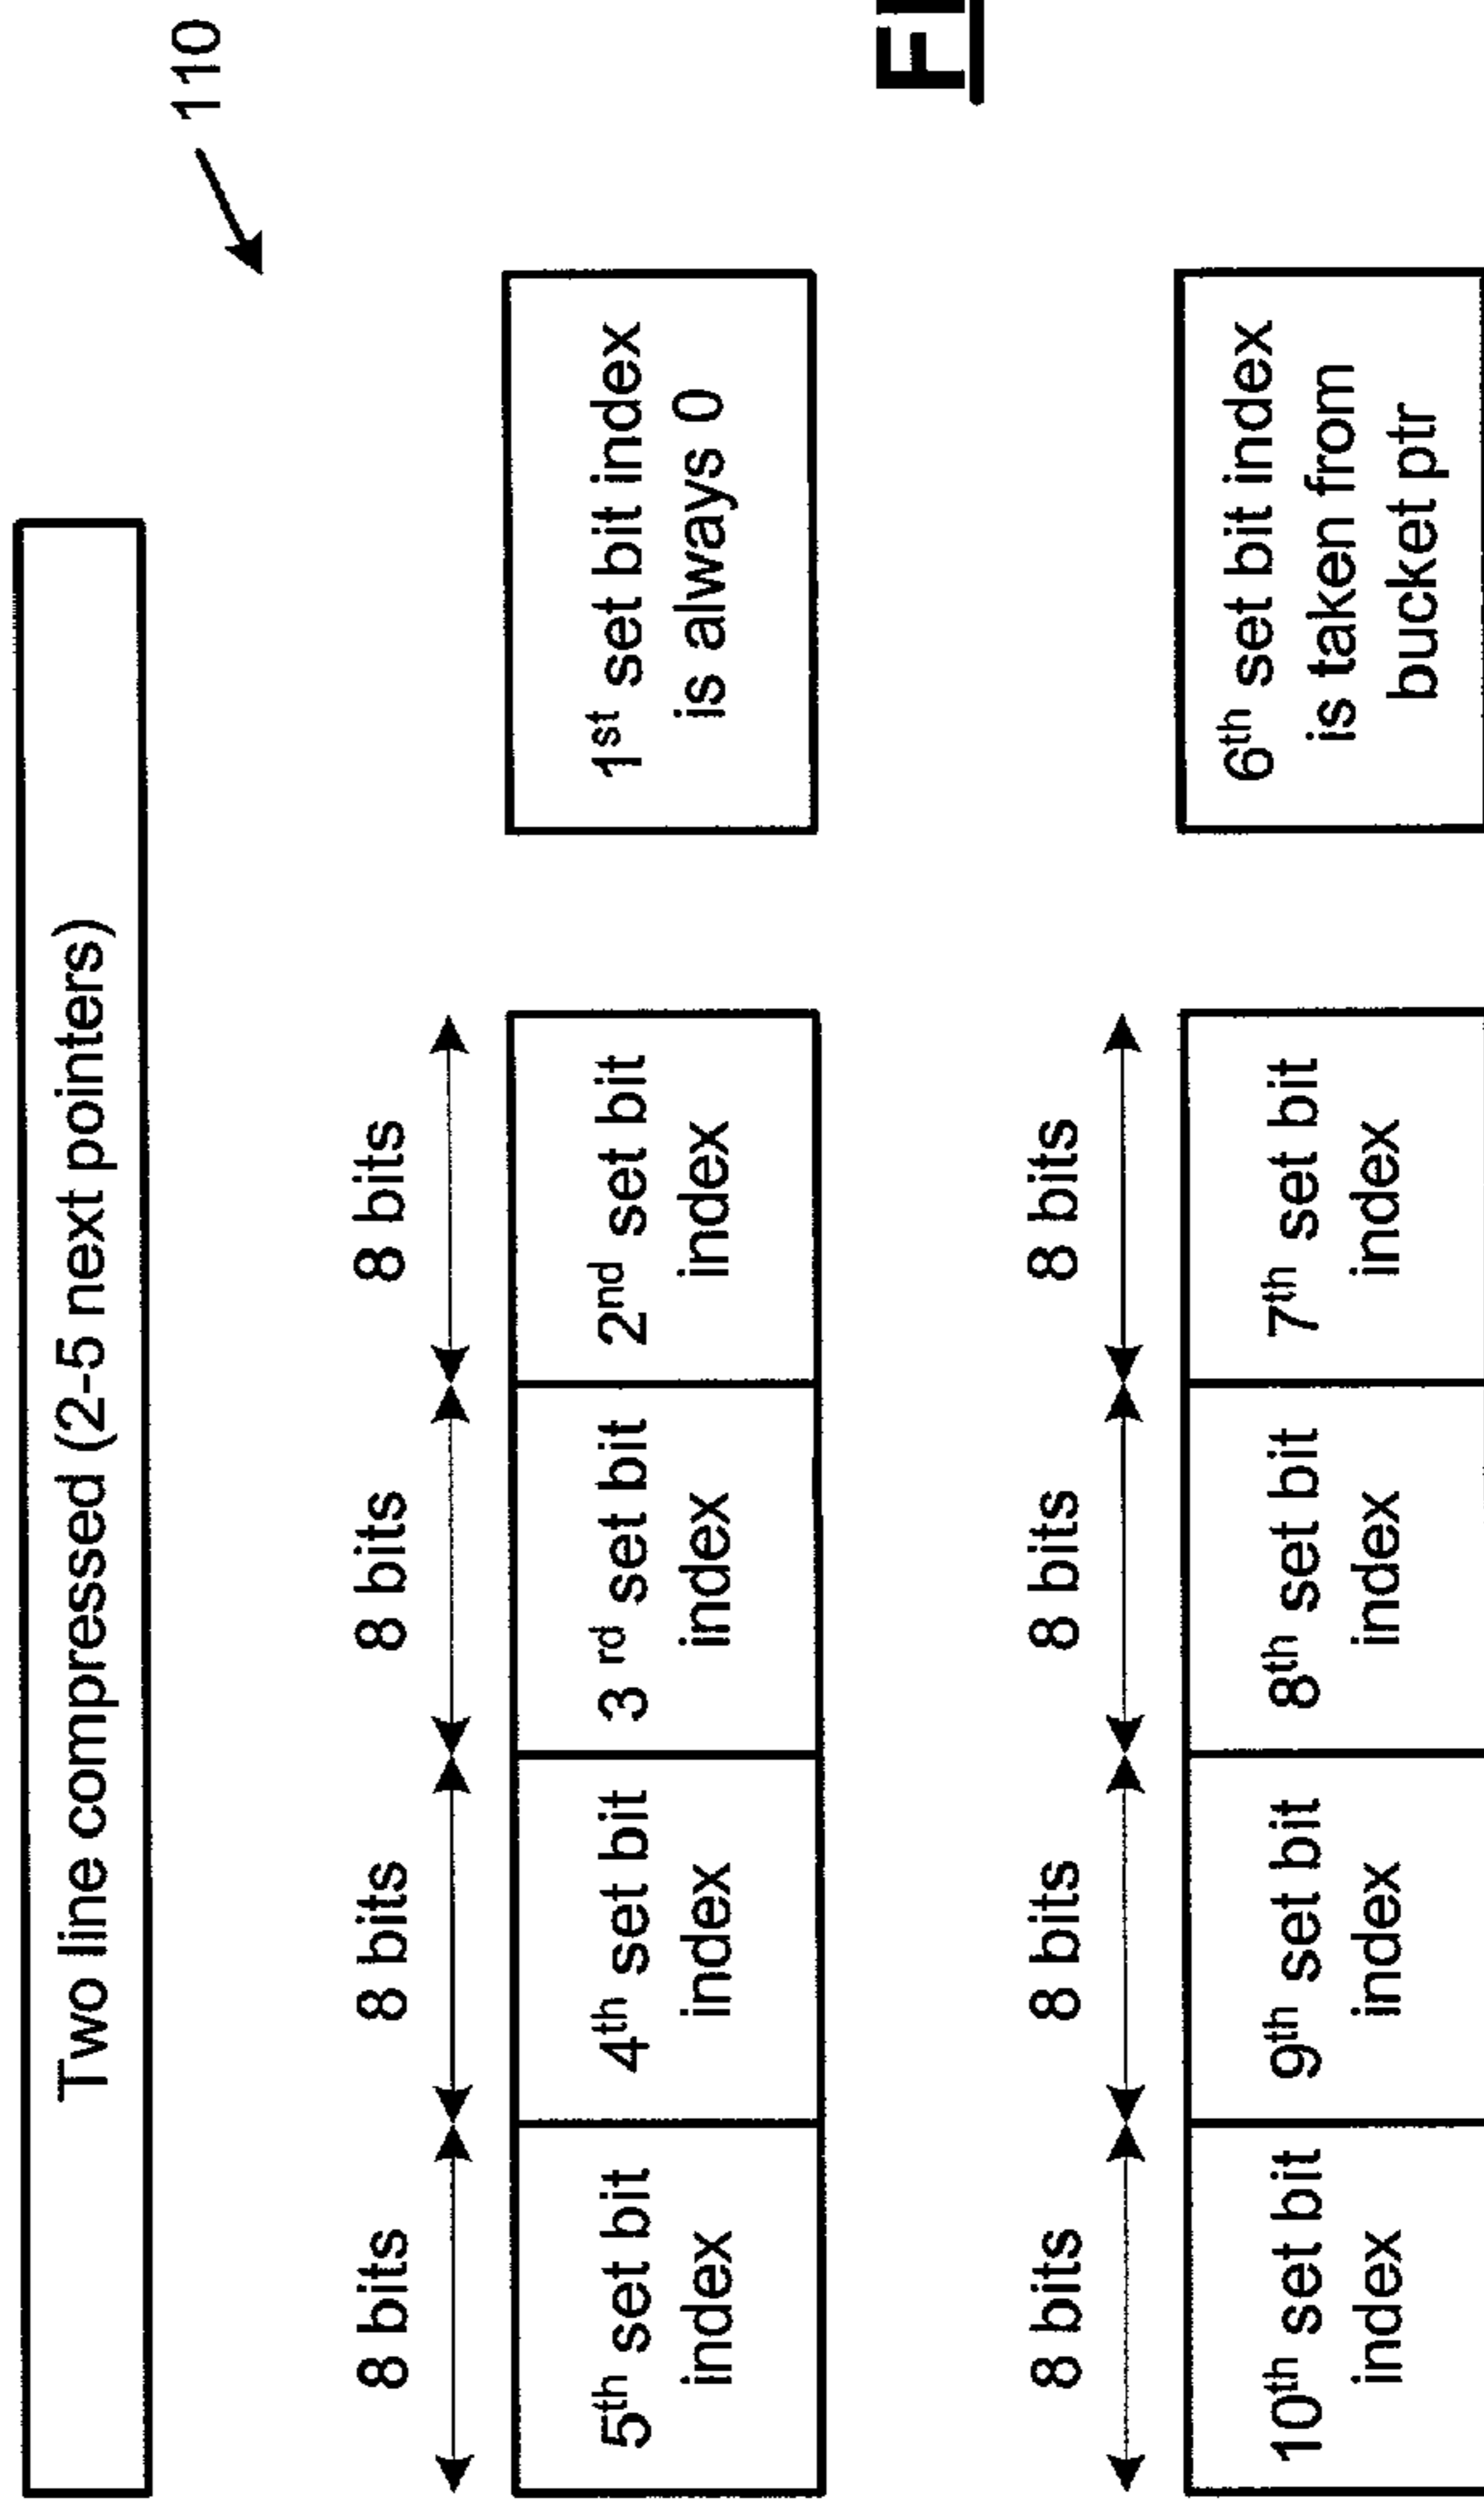 Two line compressed (2-5 next pointers)
110
8 bits
8 bits
8 bits
8 bits
5th set bit
index
4th set bit
index
3 rd set bit
index
2nd set bit
index
1st set bit index
is always 0
8 bits
8 bits
8 bits
8 bits
10th set bit
index
9th set bit
index
8th set bit
index
7th set bit
index
6th set bit index
is taken from
bucket ptr